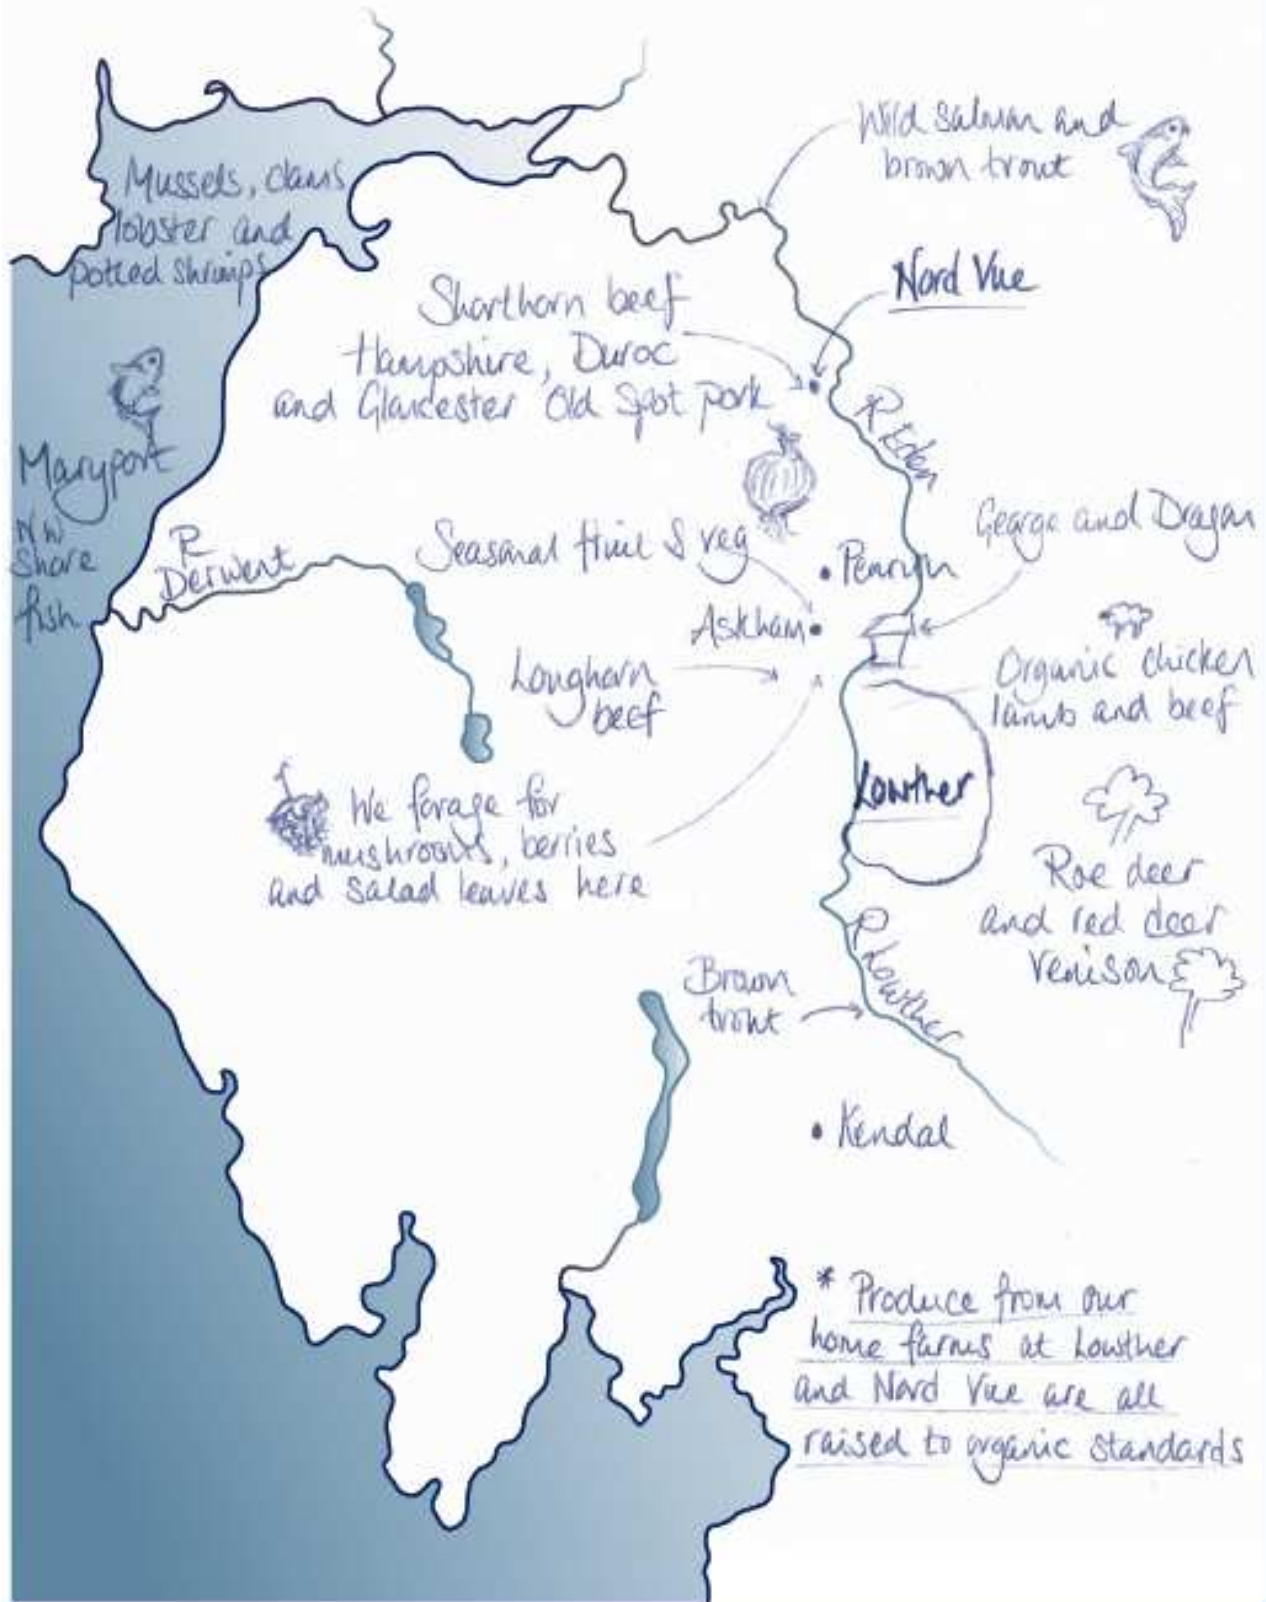 Wild salmon and
brown trout
Mussels, clams
lobster and
potted shrimps
Nord Vue
Shorthorn beef
Hampshire, Duroc
and Gloucester Old Spot pork
R Eden
Maryport
NW
Shore
fish
R
Derwent
Seasonal fruit & veg
Penrith
George and Dragon
Askham
Longhorn
beef
Organic chicken
lamb and beef
Lowther
We forage for
mushrooms, berries
and salad leaves here
Roe deer
and red deer
venison
R Lowther
Brown
trout
Kendal
* Produce from our
home farms at Lowther
and Nord Vue are all
raised to organic standards